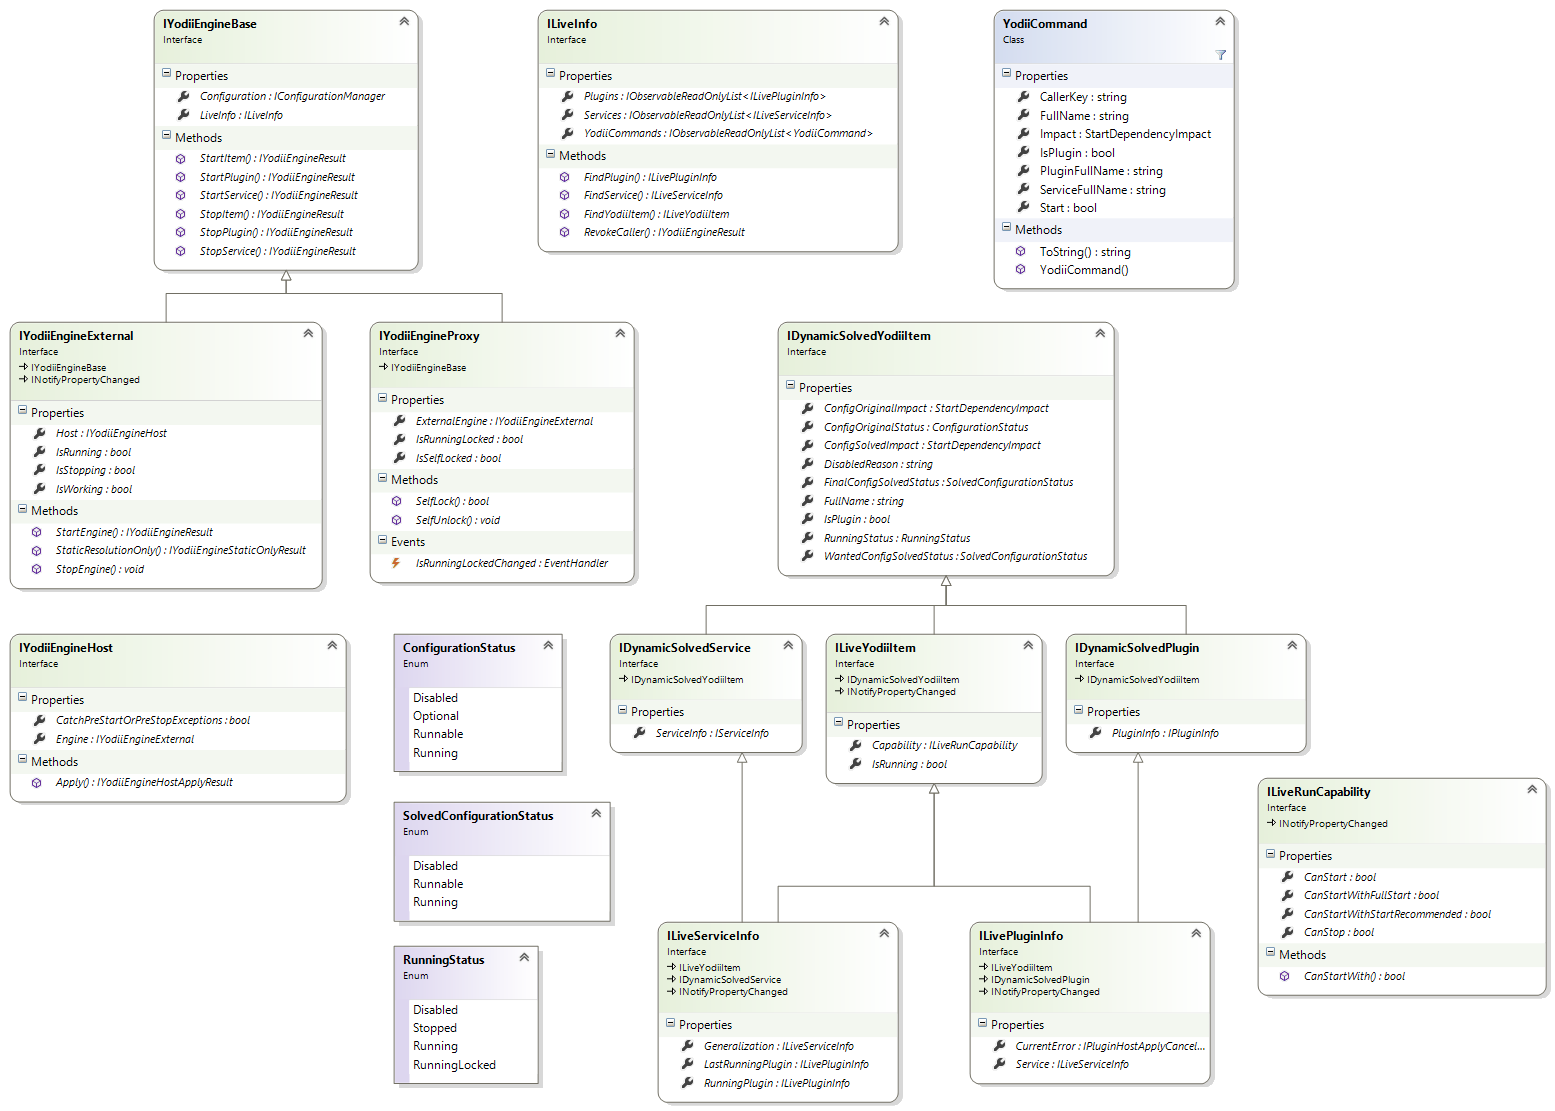 IYodiiEngineBase
Interface
Properties
Configuration : IConfigurationManager
LiveInfo : ILiveInfo
Methods
StartItem() : IYodiiEngineResult
StartPlugin() : IYodiiEngineResult
StartService() : IYodiiEngineResult
StopItem() : IYodiiEngineResult
StopPlugin() : IYodiiEngineResult
StopService() : IYodiiEngineResult
ILiveInfo
Interface
Properties
Plugins : IObservableReadOnlyList<ILivePluginInfo>
Services : IObservableReadOnlyList<ILiveServiceInfo>
YodiiCommands : IObservableReadOnlyList<YodiiCommand>
Methods
FindPlugin() : ILivePluginInfo
FindService() : ILiveServiceInfo
FindYodiiItem() : ILiveYodiiItem
RevokeCaller() : IYodiiEngineResult
YodiiCommand
Class
Properties
CallerKey : string
FullName : string
Impact : StartDependencyImpact
IsPlugin : bool
PluginFullName : string
ServiceFullName : string
Start : bool
Methods
ToString() : string
YodiiCommand()
IYodiiEngineExternal
Interface
IYodiiEngineBase
INotifyPropertyChanged
Properties
Host : IYodiiEngineHost
IsRunning : bool
IsStopping : bool
IsWorking : bool
Methods
StartEngine() : IYodiiEngineResult
StaticResolutionOnly() : IYodiiEngineStaticOnlyResult
StopEngine() : void
IYodiiEngineProxy
Interface
IYodiiEngineBase
Properties
ExternalEngine : IYodiiEngineExternal
IsRunningLocked : bool
IsSelfLocked : bool
Methods
SelfLock() : bool
SelfUnlock() : void
Events
IsRunningLockedChanged : EventHandler
IDynamicSolvedYodiiItem
Interface
Properties
ConfigOriginalImpact : StartDependencyImpact
ConfigOriginalStatus : ConfigurationStatus
ConfigSolvedImpact : StartDependencyImpact
DisabledReason : string
FinalConfigSolvedStatus : SolvedConfigurationStatus
FullName : string
IsPlugin : bool
RunningStatus : RunningStatus
WantedConfigSolvedStatus : SolvedConfigurationStatus
IYodiiEngineHost
Interface
Properties
CatchPreStartOrPreStopExceptions : bool
Engine : IYodiiEngineExternal
Methods
Apply() : IYodiiEngineHostApplyResult
ConfigurationStatus
Enum
Disabled
Optional
Runnable
Running
SolvedConfigurationStatus
Enum
Disabled
Runnable
Running
RunningStatus
Enum
Disabled
Stopped
Running
RunningLocked
IDynamicSolvedService
Interface
IDynamicSolvedYodiiItem
Properties
ServiceInfo : IServiceInfo
ILiveYodiiItem
Interface
IDynamicSolvedYodiiItem
INotifyPropertyChanged
Properties
Capability : ILiveRunCapability
IsRunning : bool
IDynamicSolvedPlugin
Interface
IDynamicSolvedYodiiItem
Properties
PluginInfo : IPluginInfo
ILiveRunCapability
Interface
INotifyPropertyChanged
Properties
CanStart : bool
CanStartWithFullStart : bool
CanStartWithStartRecommended : bool
CanStop : bool
Methods
CanStartWith() : bool
ILiveServiceInfo
Interface
ILiveYodiiItem
IDynamicSolvedService
INotifyPropertyChanged
Properties
Generalization : ILiveServiceInfo
LastRunningPlugin : ILivePluginInfo
RunningPlugin : ILivePluginInfo
ILivePluginInfo
Interface
ILiveYodiiItem
IDynamicSolvedPlugin
INotifyPropertyChanged
Properties
CurrentError : IPluginHostApplyCancel...
Service : ILiveServiceInfo